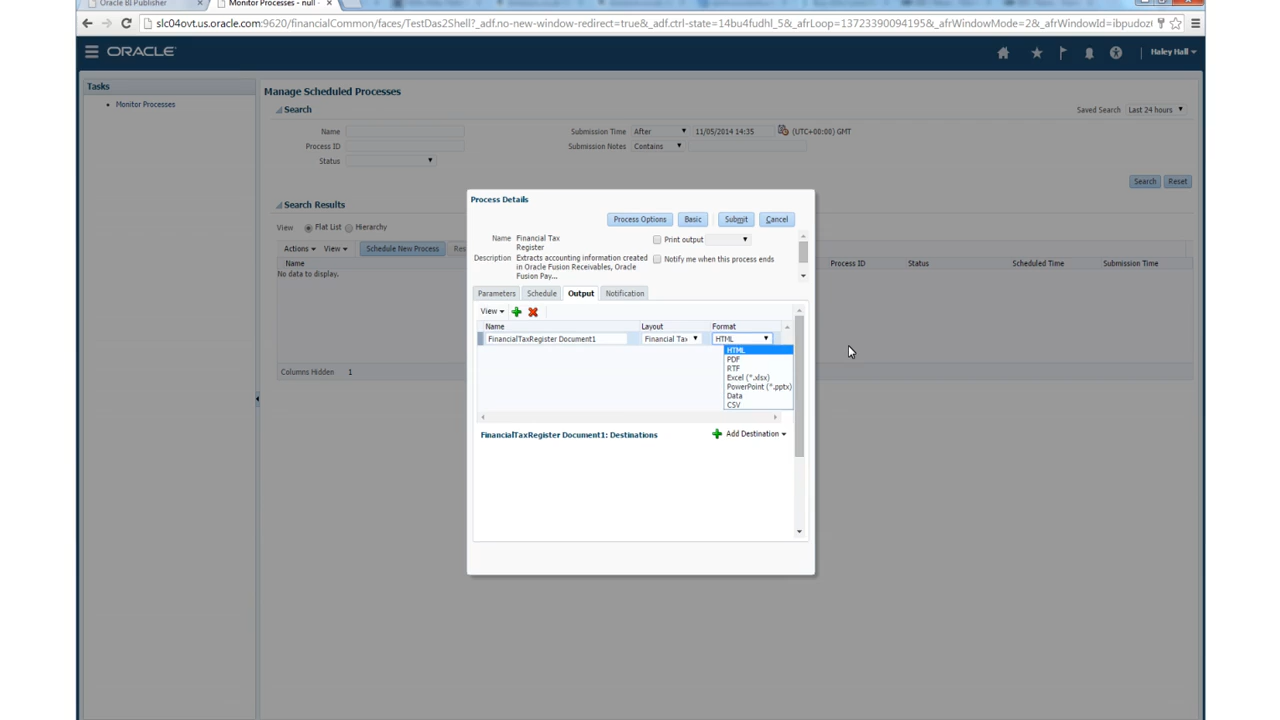 Oracle BI Publisher
Monitor Processes - null -
slc04ovt.us.oracle.com:9620/financialCommon/faces/TestDas2Shell?_adf.no-new-window-redirect=true&_adf.ctrl-state=14bu4fudhl_5&_afrLoop=1372339009419​5&_afrWindowMode=2&_afrWindowId=ibpudozt
ORACLE
Haley Hall
Tasks
Monitor Processes
Manage Scheduled Processes
Search
Saved Search Last 24 hours
Name
Submission Time After 11/05/2014 14:35 (UTC+00:00) GMT
Process ID
Submission Notes Contains
Status
Search Reset
Search Results
View Flat List Hierarchy
Actions View Schedule New Process Res
Name Process ID Status Scheduled Time Submission Time
No data to display.
Columns Hidden 1
Process Details
Process Options Basic Submit Cancel
Name Financial Tax
Register
Print output
Description Extracts accounting information created
in Oracle Fusion Receivables, Oracle
Fusion Pay...
Notify me when this process ends
Parameters Schedule Output Notification
View
Name Layout Format
FinancialTaxRegister Document1 Financial Tax HTML
HTML
PDF
RTF
Excel (*.xlsx)
PowerPoint (*.pptx)
Data
CSV
FinancialTaxRegister Document1: Destinations Add Destination